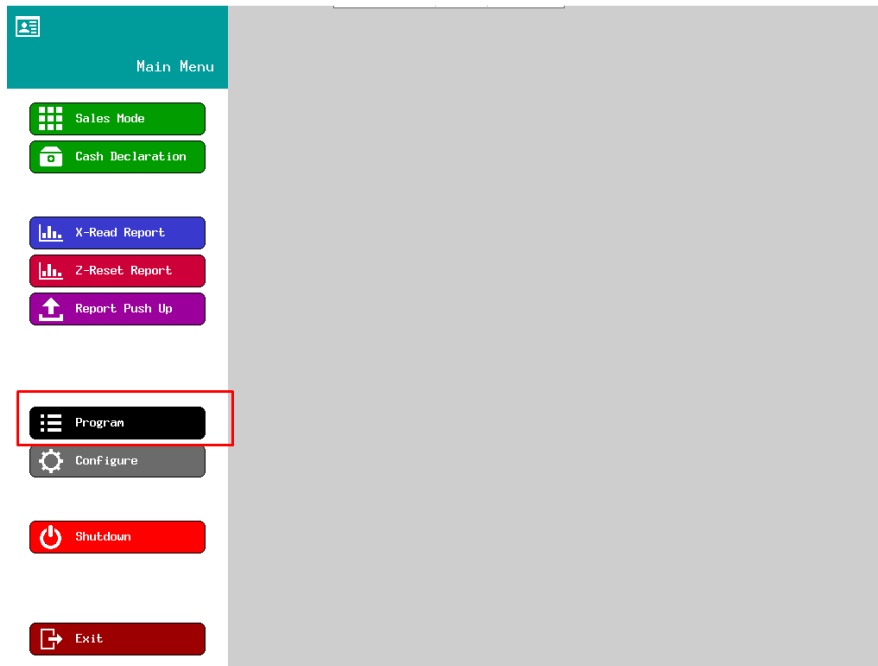 Main Menu
Sales Mode
Cash Declaration
X-Read Report
Z-Reset Report
Report Push Up
Program
Configure
Shutdown
Exit